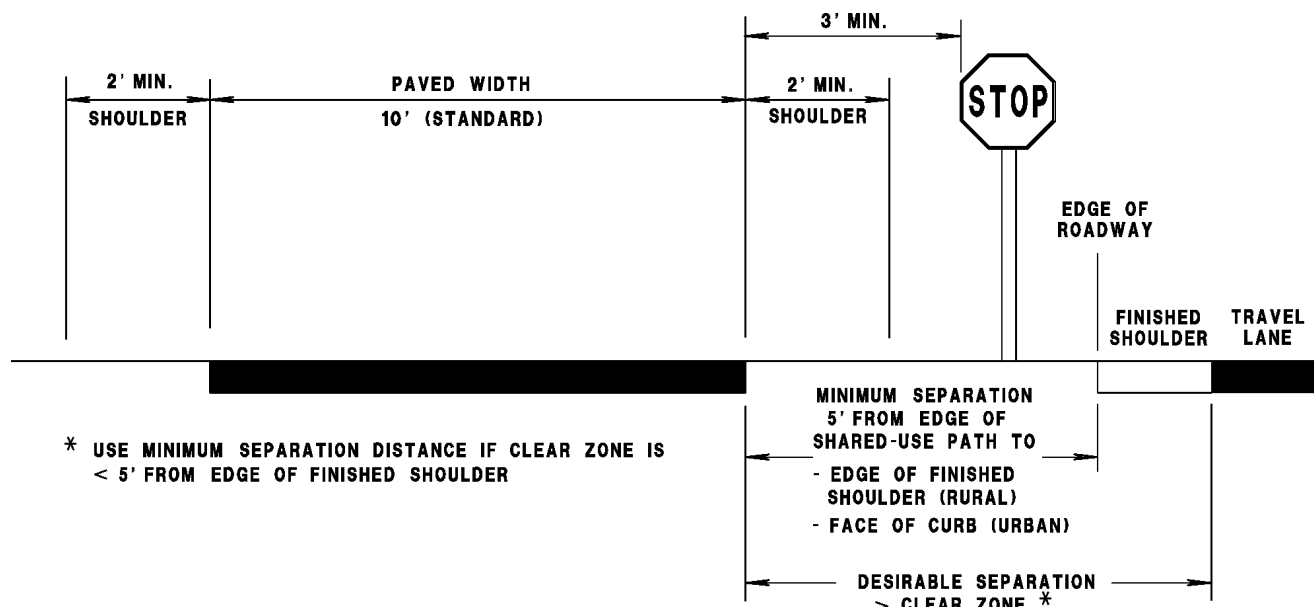 3' MIN.
2' MIN.
SHOULDER
PAVED WIDTH
10' (STANDARD)
2' MIN.
SHOULDER
STOP
EDGE OF
ROADWAY
FINISHED
SHOULDER
TRAVEL
LANE
MINIMUM SEPARATION
5' FROM EDGE OF
SHARED-USE PATH TO
- EDGE OF FINISHED
SHOULDER (RURAL)
- FACE OF CURB (URBAN)
* USE MINIMUM SEPARATION DISTANCE IF CLEAR ZONE IS
< 5' FROM EDGE OF FINISHED SHOULDER
DESIRABLE SEPARATION
> CLEAR ZONE *